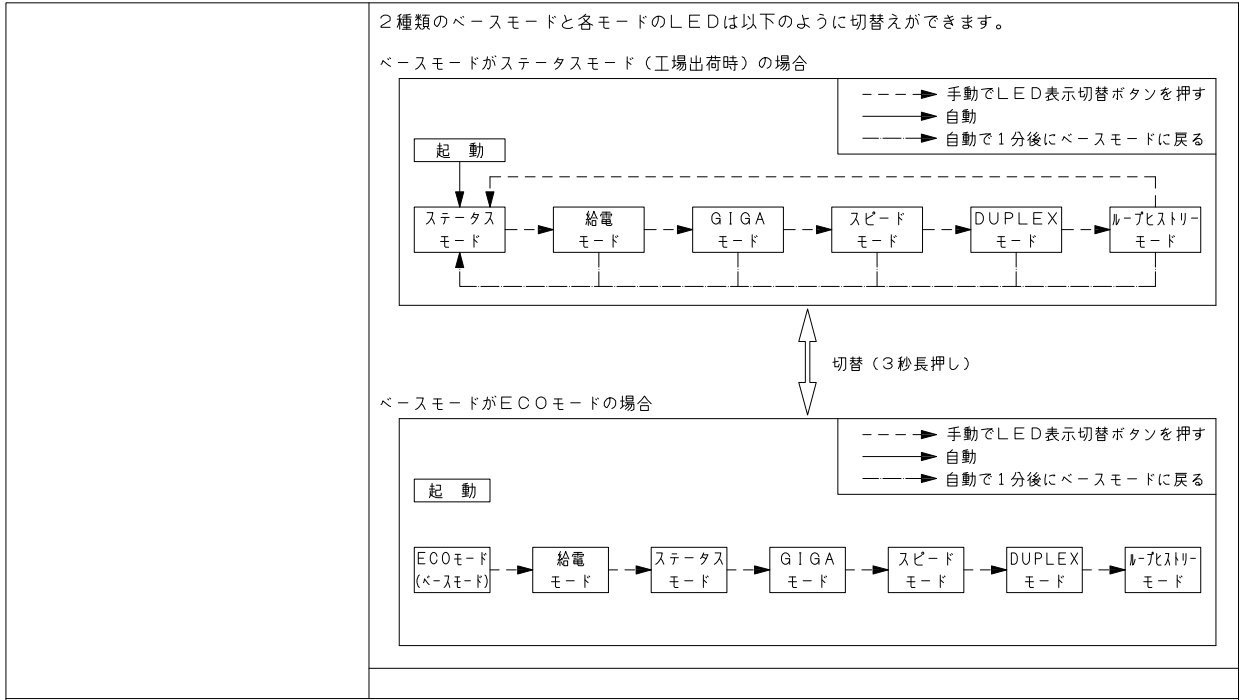 ２種類のベースモードと各モードのＬＥＤは以下のように切替えができます。
ベースモードがステータスモード（工場出荷時）の場合
手動でＬＥＤ表示切替ボタンを押す
自動
自動で１分後にベースモードに戻る
起　動
ステータス
モード
給電
モード
ＧＩＧＡ
モード
スピード
モード
ＤＵＰＬＥＸ
モード
ﾙｰﾌﾟﾋストリー
モード
切替（３秒長押し）
ベースモードがＥＣＯモードの場合
手動でＬＥＤ表示切替ボタンを押す
自動
自動で１分後にベースモードに戻る
起　動
ＥＣＯモード
(ﾍﾞｰｽﾓｰﾄﾞ)
給電
モード
ステータス
モード
ＧＩＧＡ
モード
スピード
モード
ＤＵＰＬＥＸ
モード
ﾙｰﾌﾟﾋｽﾄﾘｰ
モード